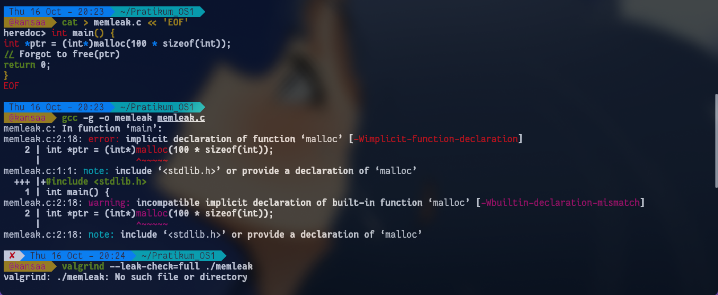 Thu 16 Oct - 20:23 ~/Pratikum_OS1
@kansaa cat > memleak.c << 'EOF'
heredoc> int main() {
int *ptr = (int*)malloc(100 * sizeof(int));
// Forgot to free(ptr)
return 0;
}
EOF
Thu 16 Oct - 20:23 ~/Pratikum_OS1
@kansaa gcc -g -o memleak memleak.c
memleak.c: In function ‘main’:
memleak.c:2:18: error: implicit declaration of function ‘malloc’ [-Wimplicit-function-declaration]
2 | int *ptr = (int*)malloc(100 * sizeof(int));
| ^~~~~~
memleak.c:1:1: note: include ‘<stdlib.h>’ or provide a declaration of ‘malloc’
+++ |+#include <stdlib.h>
1 | int main() {
memleak.c:2:18: warning: incompatible implicit declaration of built-in function ‘malloc’ [-Wbuiltin-declaration-mismatch]
2 | int *ptr = (int*)malloc(100 * sizeof(int));
| ^~~~~~
memleak.c:2:18: note: include ‘<stdlib.h>’ or provide a declaration of ‘malloc’
✘ Thu 16 Oct - 20:24 ~/Pratikum_OS1
@kansaa valgrind --leak-check=full ./memleak
valgrind: ./memleak: No such file or directory